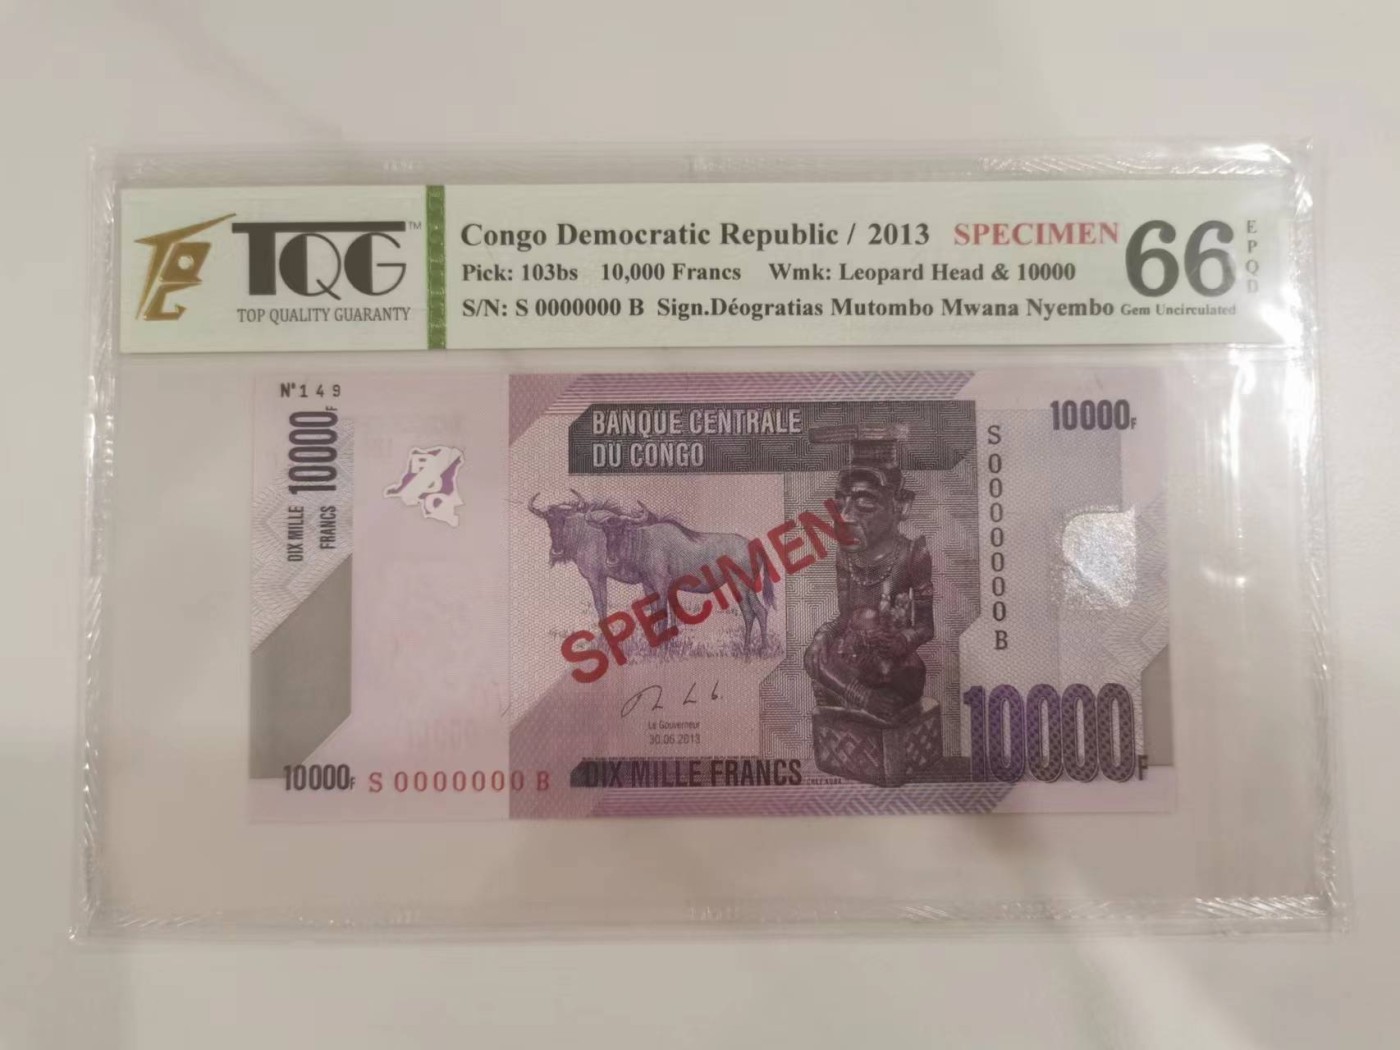 TQG™
TOP QUALITY GUARANTY
Congo Democratic Republic / 2013 SPECIMEN
Pick: 103bs 10,000 Francs Wmk: Leopard Head & 10000
S/N: S 0000000 B Sign.Déogratias Mutombo Mwana Nyembo
66
EPQD
Gem Uncirculated
N°149
DIX MILLE
FRANCS 10000F
BANQUE CENTRALE
DU CONGO
10000F
S0000000B
SPECIMEN
Le Gouverneur
30.06.2013
10000F
10000F S 0000000 B
DIX MILLE FRANCS